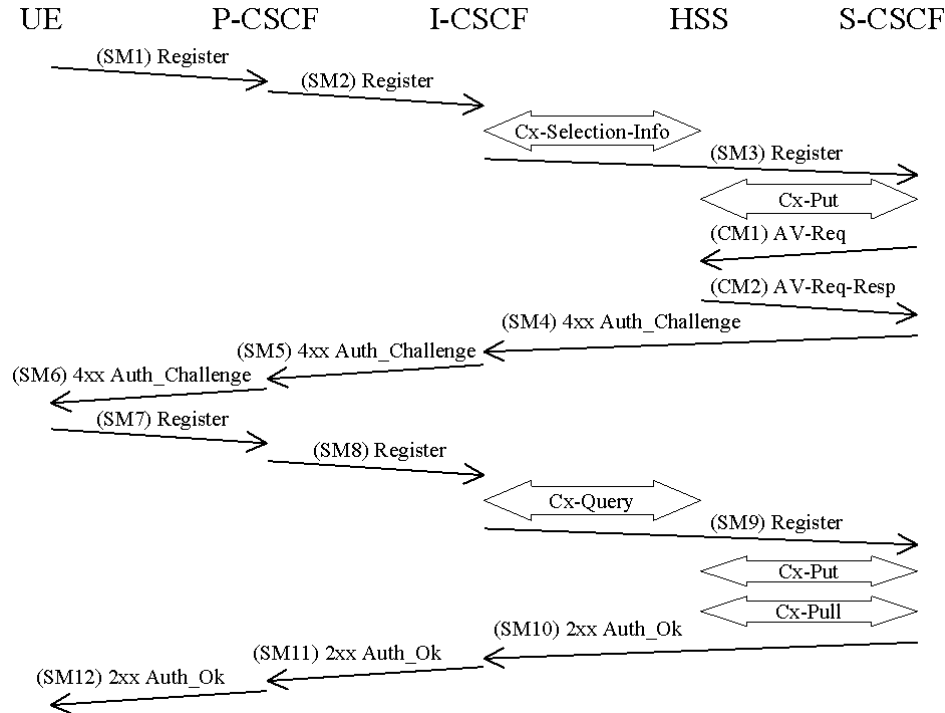 UE P-CSCF I-CSCF HSS S-CSCF
(SM1) Register
(SM2) Register
Cx-Selection-Info
(SM3) Register
Cx-Put
(CM1) AV-Req
(CM2) AV-Req-Resp
(SM4) 4xx Auth_Challenge
(SM5) 4xx Auth_Challenge
(SM6) 4xx Auth_Challenge
(SM7) Register
(SM8) Register
Cx-Query
(SM9) Register
Cx-Put
Cx-Pull
(SM10) 2xx Auth_Ok
(SM11) 2xx Auth_Ok
(SM12) 2xx Auth_Ok